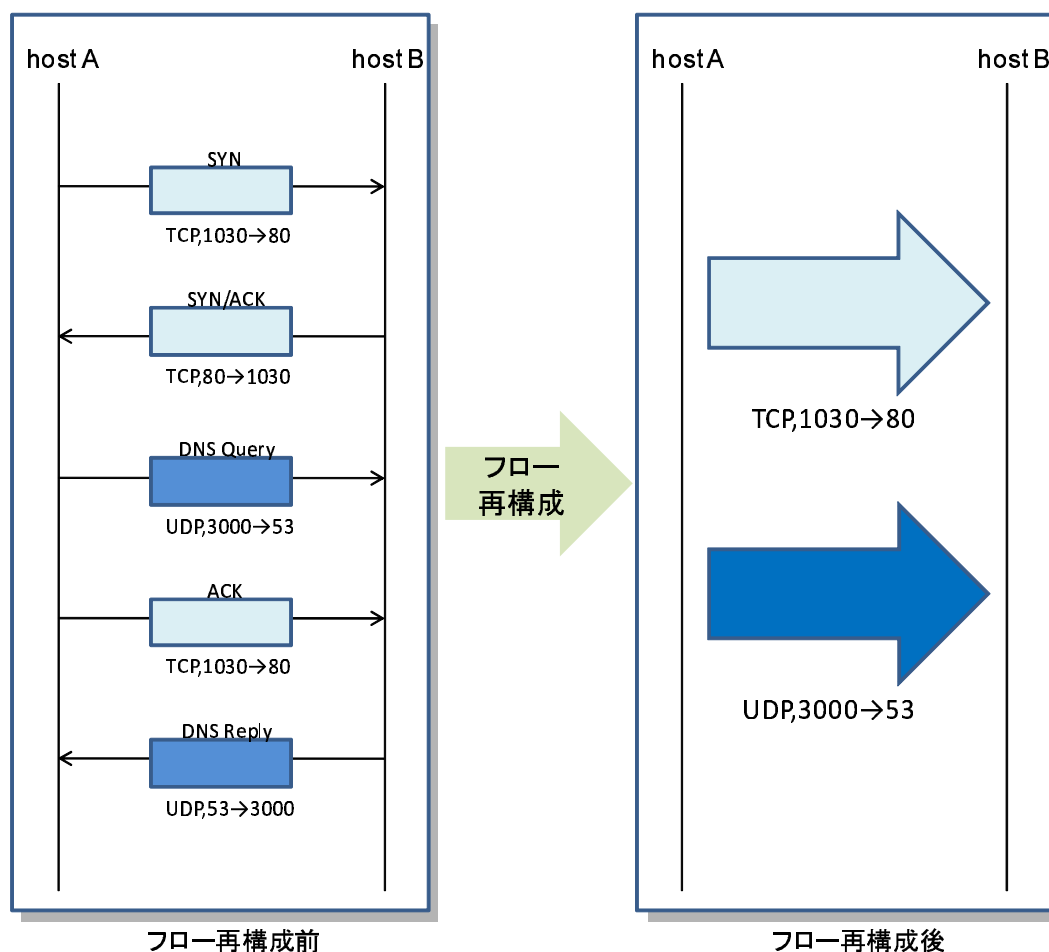 host A
host B
SYN
TCP,1030→80
SYN/ACK
TCP,80→1030
DNS Query
UDP,3000→53
ACK
TCP,1030→80
DNS Reply
UDP,53→3000
フロー再構成前
フロー
再構成
host A
host B
TCP,1030→80
UDP,3000→53
フロー再構成後